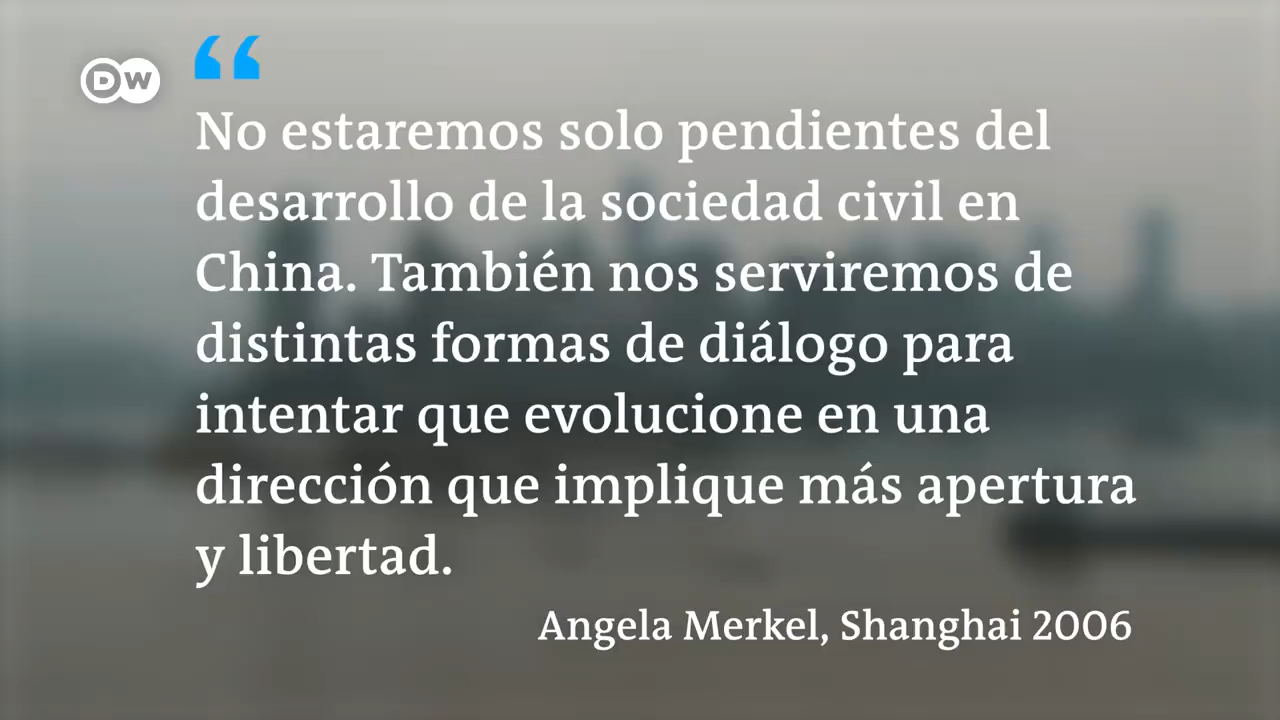 DW
“
No estaremos solo pendientes del
desarrollo de la sociedad civil en
China. También nos serviremos de
distintas formas de diálogo para
intentar que evolucione en una
dirección que implique más apertura
y libertad.
Angela Merkel, Shanghai 2006